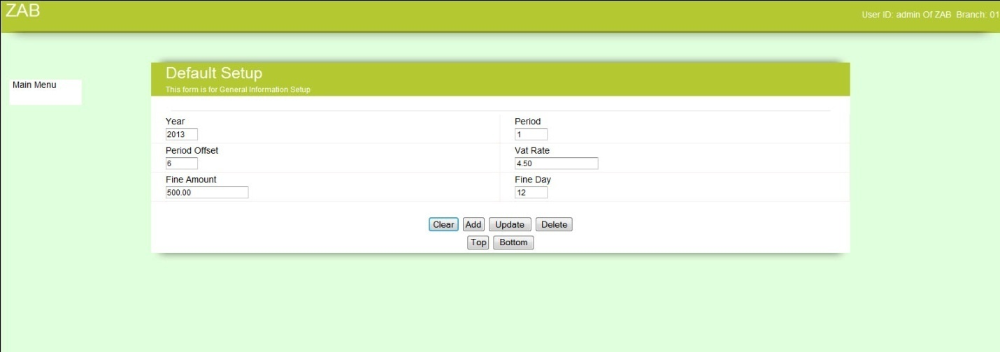 ZAB
User ID: admin Of ZAB Branch: 01
Main Menu
Default Setup
This form is for General Information Setup
Year
Period
2013
1
Period Offset
Vat Rate
6
4.50
Fine Amount
Fine Day
500.00
12
Clear Add Update Delete
Top Bottom